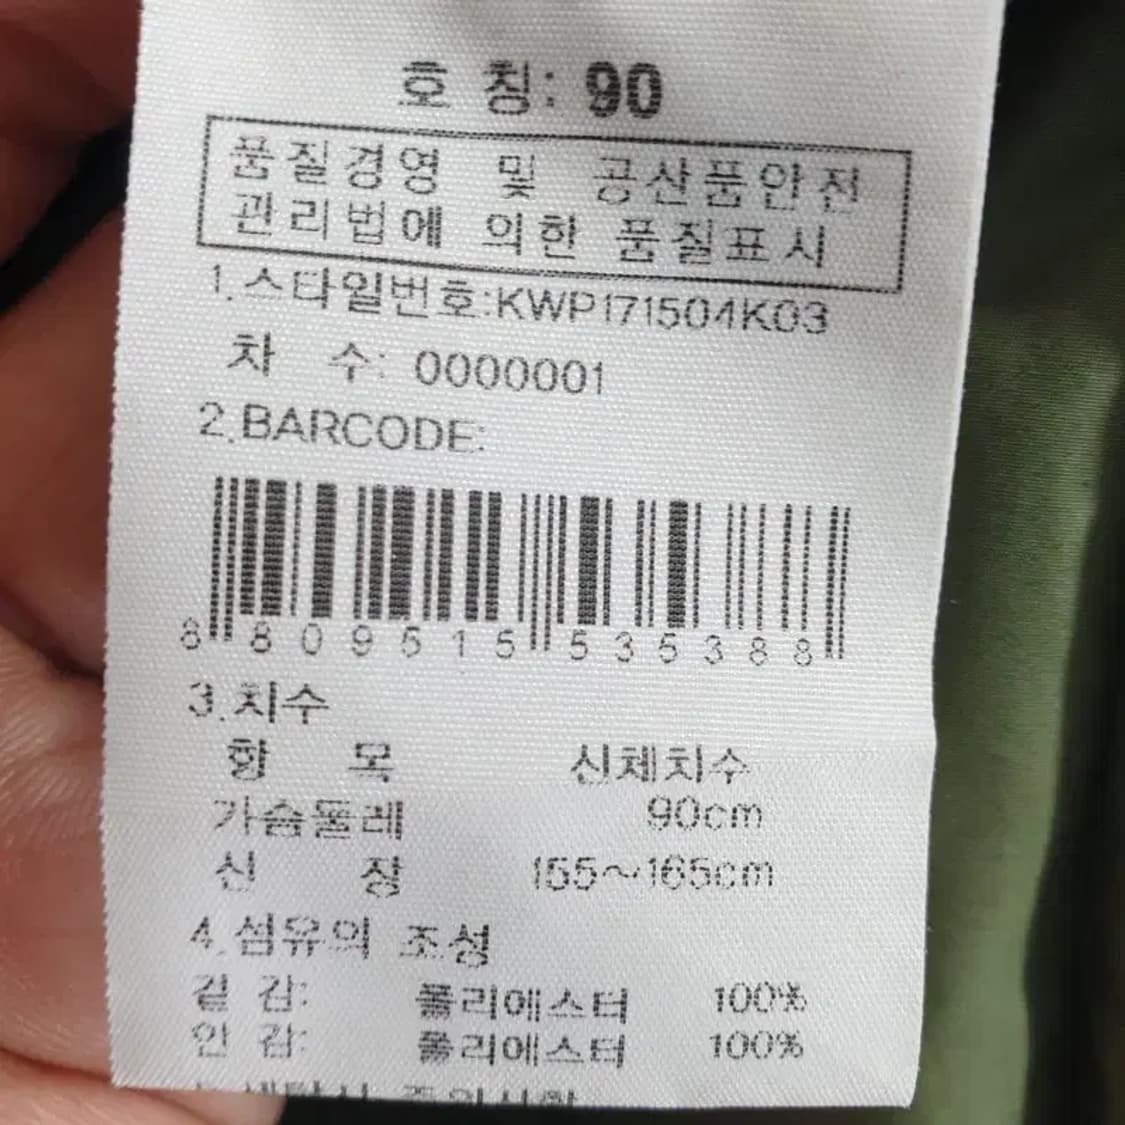 호 칭: 90
품질경영 및 공산품안전
관리법에 의한 품질표시
1.스타일번호:KWP171504K03
차 수: 0000001
2.BARCODE:
8 809515 535388
3.치수
항 목 신체치수
가슴둘레 90cm
신 장 155~165cm
4.섬유의 조성
겉 감: 폴리에스터 100%
안 감: 폴리에스터 100%